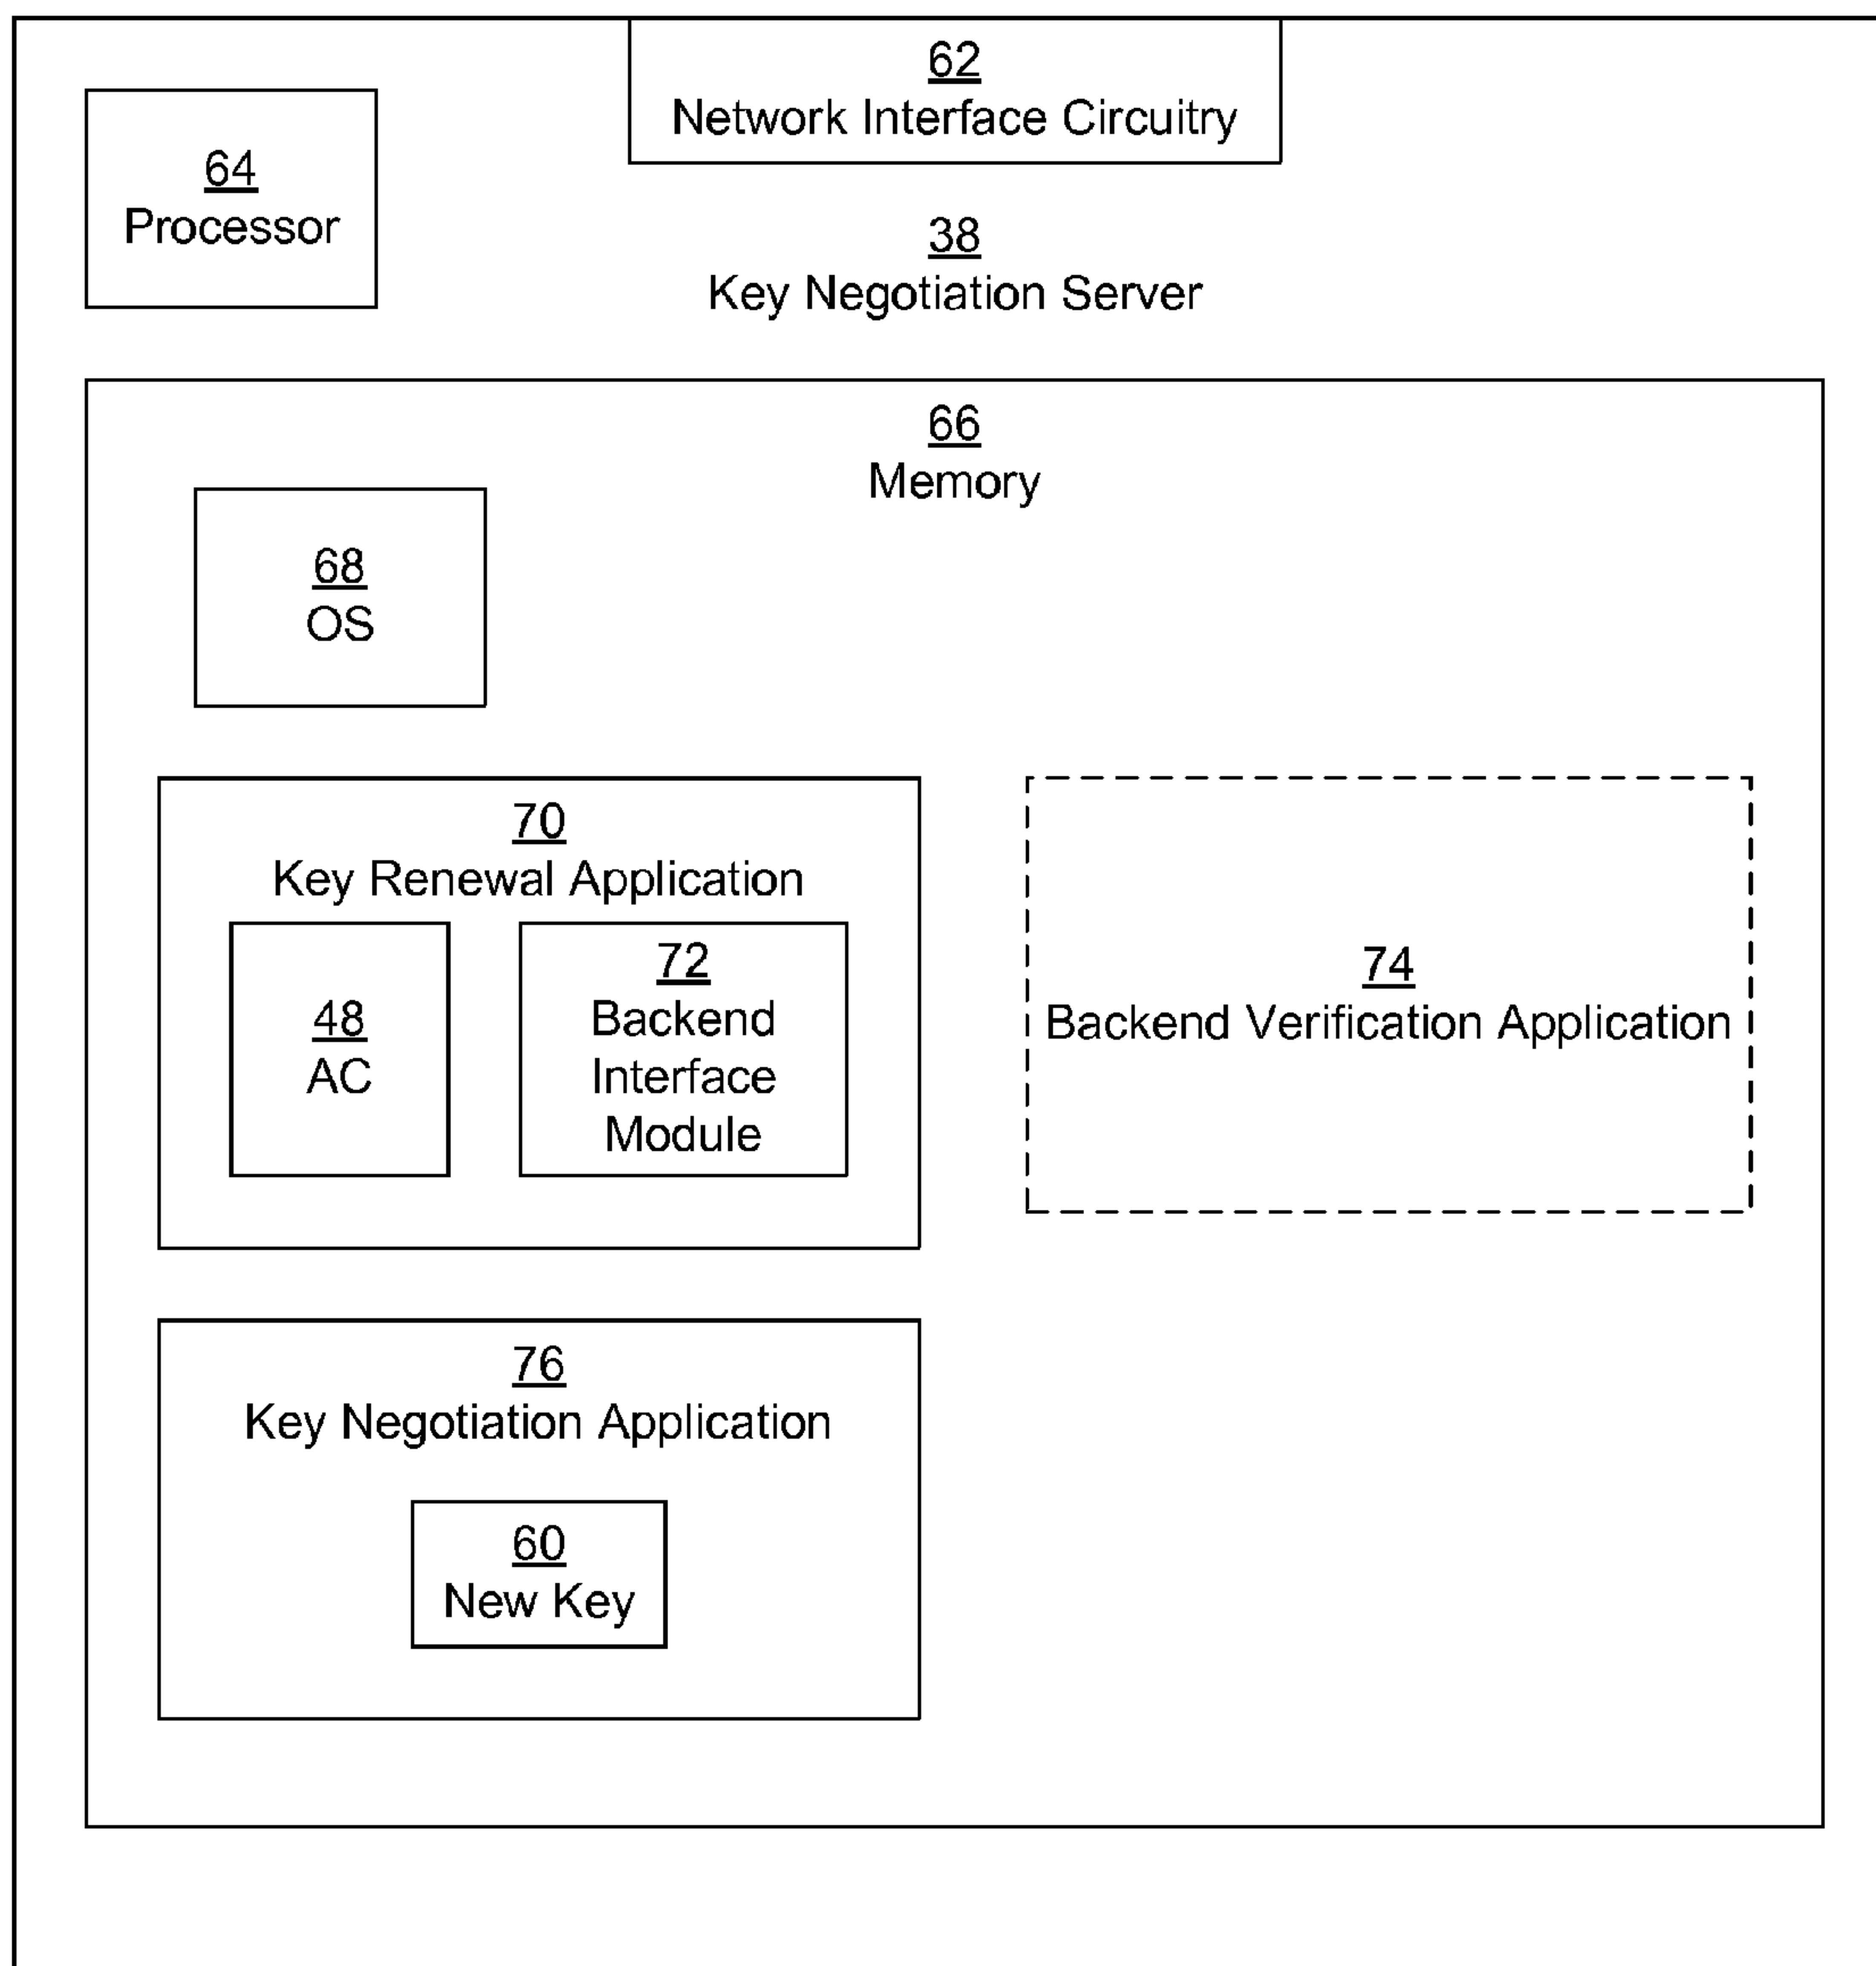 62
Network Interface Circuitry
64
Processor
38
Key Negotiation Server
66
Memory
68
OS
70
Key Renewal Application
48
AC
72
Backend
Interface
Module
74
Backend Verification Application
76
Key Negotiation Application
60
New Key